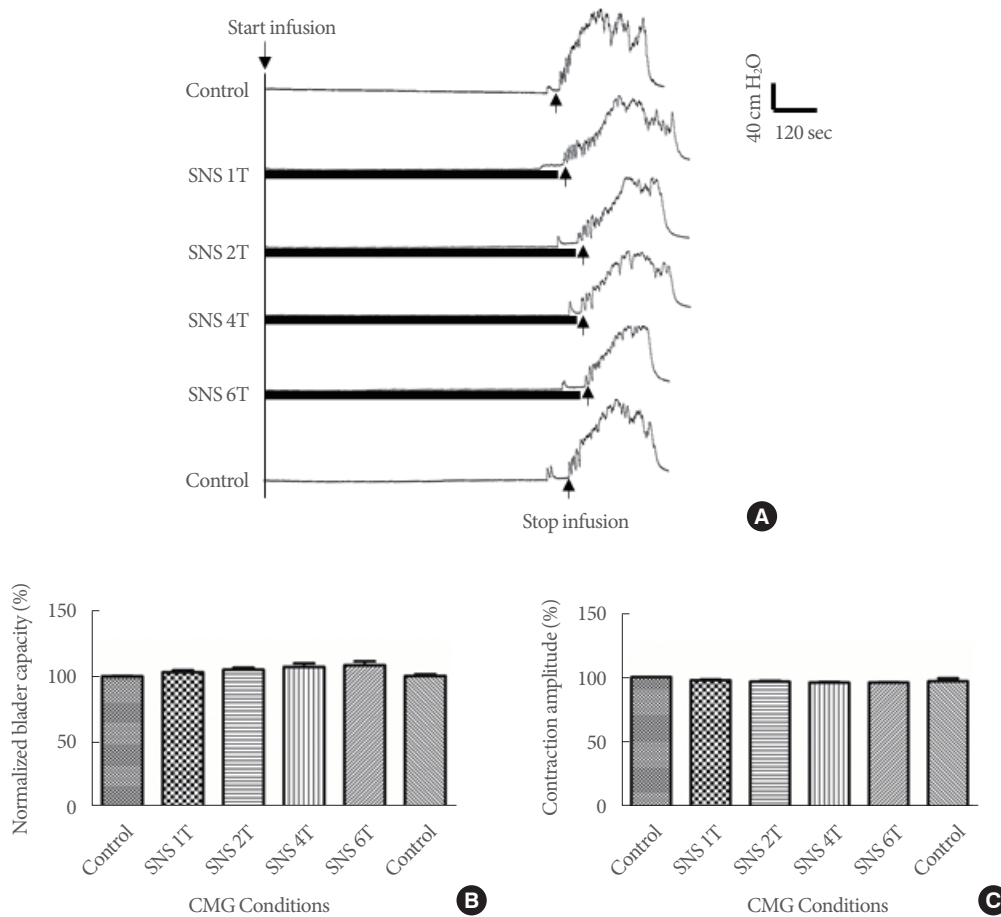 Start infusion
Control
SNS 1T
SNS 2T
SNS 4T
SNS 6T
Control
Stop infusion
40 cm H₂O
120 sec
A
Normalized blader capacity (%)
150
100
50
0
Control
SNS 1T
SNS 2T
SNS 4T
SNS 6T
Control
CMG Conditions
B
Contraction amplitude (%)
150
100
50
0
Control
SNS 1T
SNS 2T
SNS 4T
SNS 6T
Control
CMG Conditions
C